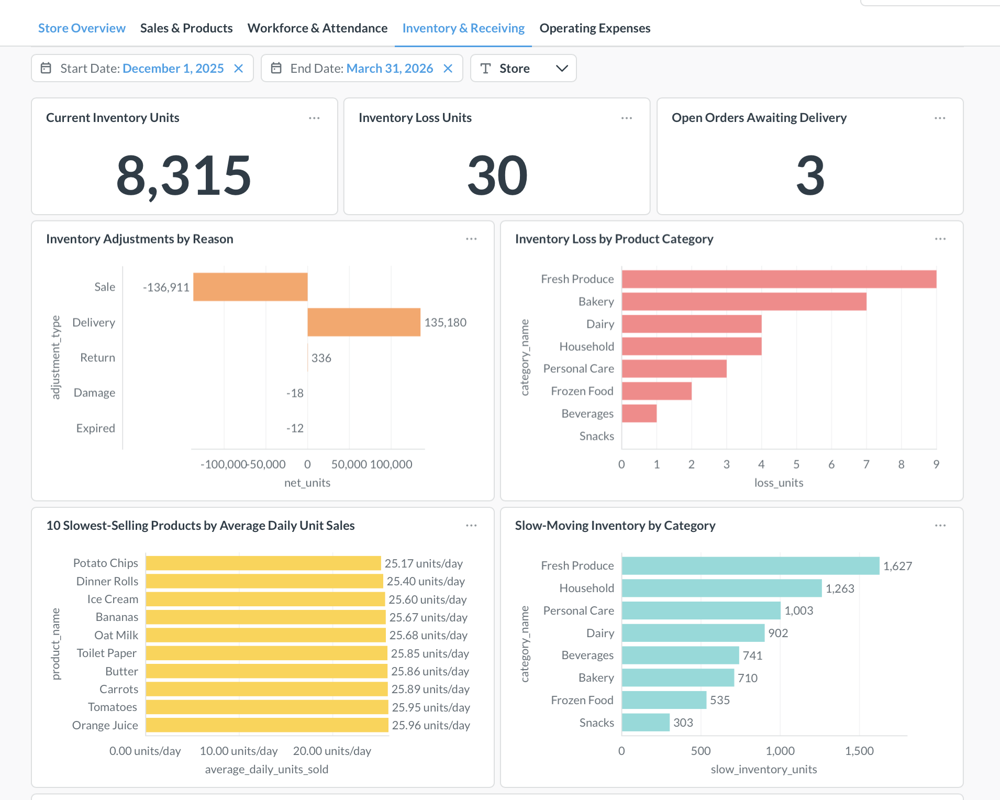 Store Overview Sales & Products Workforce & Attendance Inventory & Receiving Operating Expenses
Start Date: December 1, 2025 End Date: March 31, 2026 Store
Current Inventory Units
8,315
Inventory Loss Units
30
Open Orders Awaiting Delivery
3
Inventory Adjustments by Reason
adjustment_type
Sale -136,911
Delivery 135,180
Return 336
Damage -18
Expired -12
-100,000 -50,000 0 50,000 100,000
net_units
Inventory Loss by Product Category
category_name
Fresh Produce
Bakery
Dairy
Household
Personal Care
Frozen Food
Beverages
Snacks
0 1 2 3 4 5 6 7 8 9
loss_units
10 Slowest-Selling Products by Average Daily Unit Sales
product_name
Potato Chips 25.17 units/day
Dinner Rolls 25.40 units/day
Ice Cream 25.60 units/day
Bananas 25.67 units/day
Oat Milk 25.68 units/day
Toilet Paper 25.85 units/day
Butter 25.86 units/day
Carrots 25.89 units/day
Tomatoes 25.95 units/day
Orange Juice 25.96 units/day
0.00 units/day 10.00 units/day 20.00 units/day
average_daily_units_sold
Slow-Moving Inventory by Category
category_name
Fresh Produce 1,627
Household 1,263
Personal Care 1,003
Dairy 902
Beverages 741
Bakery 710
Frozen Food 535
Snacks 303
0 500 1,000 1,500
slow_inventory_units